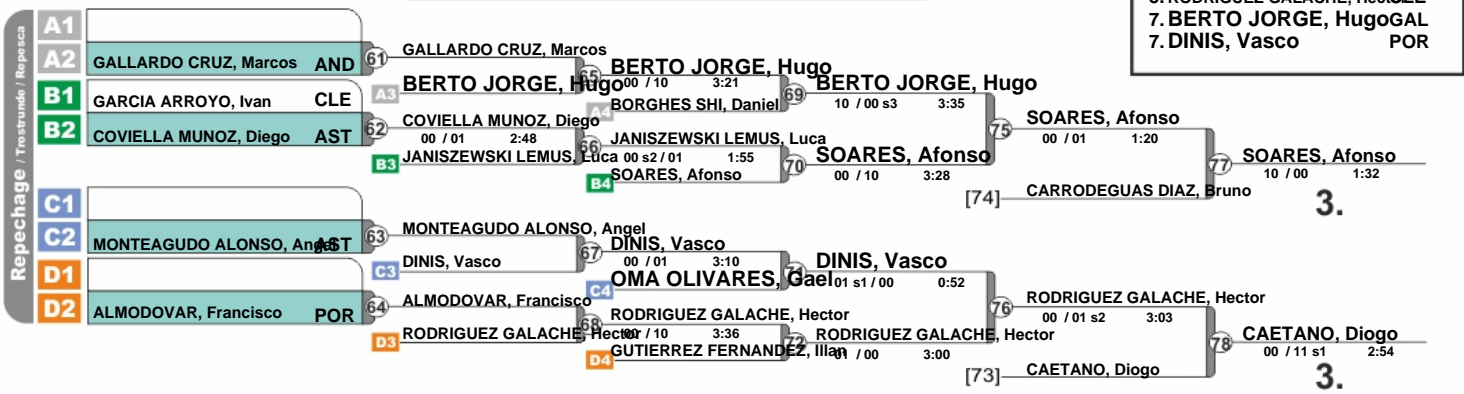 7. BERTO JORGE, Hugo GAL
7. DINIS, Vasco POR
Repechage / Trostrunde / Repesca
A1
A2 GALLARDO CRUZ, Marcos AND
B1 GARCIA ARROYO, Ivan CLE
B2 COVIELLA MUNOZ, Diego AST
C1
C2 MONTEAGUDO ALONSO, Angel AST
D1
D2 ALMODOVAR, Francisco POR
61 GALLARDO CRUZ, Marcos
A3 BERTO JORGE, Hugo
62 COVIELLA MUNOZ, Diego
00 / 01 2:48
B3 JANISZEWSKI LEMUS, Luca
63 MONTEAGUDO ALONSO, Angel
C3 DINIS, Vasco
64 ALMODOVAR, Francisco
D3 RODRIGUEZ GALACHE, Hector
65 BERTO JORGE, Hugo
00 / 10 3:21
A4 BORGHES SHI, Daniel
66 JANISZEWSKI LEMUS, Luca
00 s2 / 01 1:55
B4 SOARES, Afonso
67 DINIS, Vasco
00 / 01 3:10
C4 OMA OLIVARES, Gael
68 RODRIGUEZ GALACHE, Hector
00 / 10 3:36
D4 GUTIERREZ FERNANDEZ, Illan
69 BERTO JORGE, Hugo
10 / 00 s3 3:35
70 SOARES, Afonso
00 / 10 3:28
71 DINIS, Vasco
01 s1 / 00 0:52
72 RODRIGUEZ GALACHE, Hector
01 / 00 3:00
75 SOARES, Afonso
00 / 01 1:20
[74] CARRODEGUAS DIAZ, Bruno
76 RODRIGUEZ GALACHE, Hector
00 / 01 s2 3:03
[73] CAETANO, Diogo
77 SOARES, Afonso
10 / 00 1:32
3.
78 CAETANO, Diogo
00 / 11 s1 2:54
3.